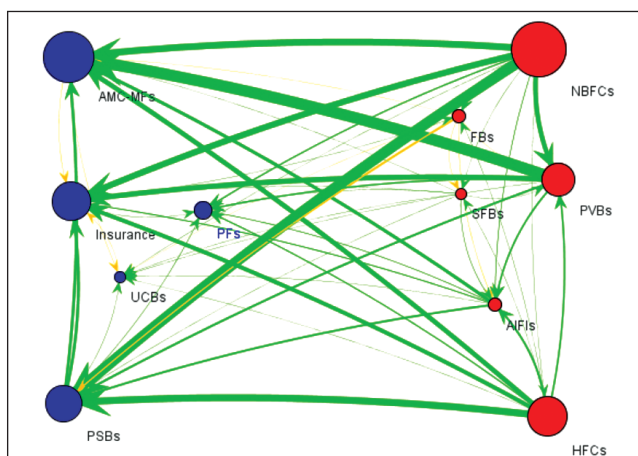 AMC-MFs
NBFCs
FBs
PVBs
Insurance
PFs
SFBs
UCBs
AIFIs
PSBs
HFCs